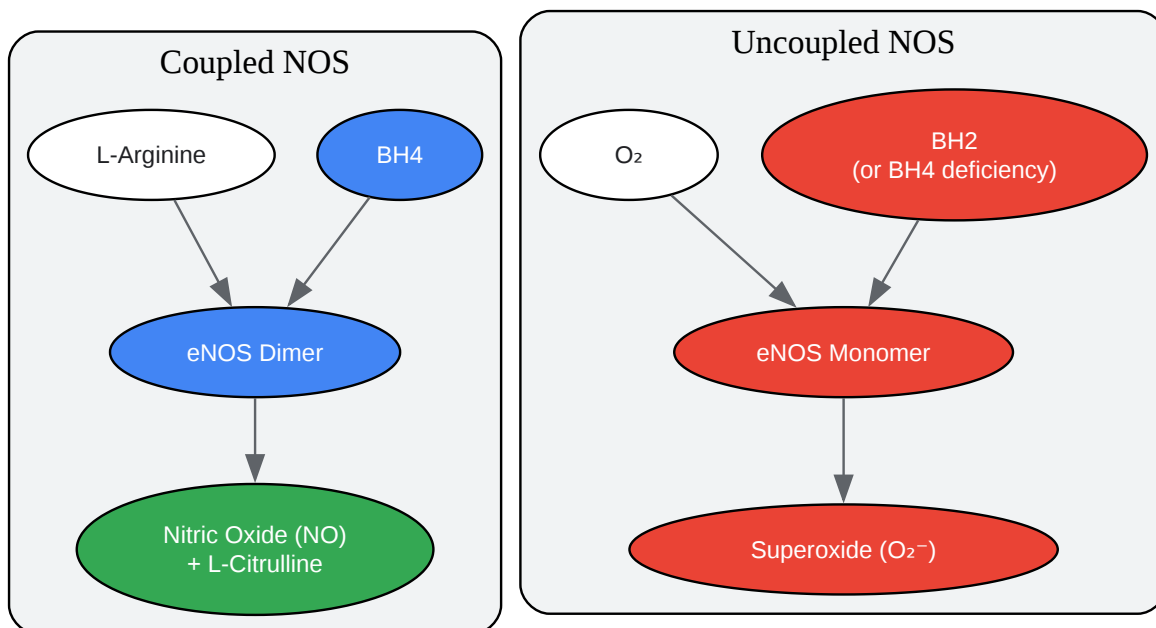 Coupled NOS
L-Arginine
BH4
eNOS Dimer
Nitric Oxide (NO)
+ L-Citrulline
Uncoupled NOS
O₂
BH2
(or BH4 deficiency)
eNOS Monomer
Superoxide (O₂⁻)